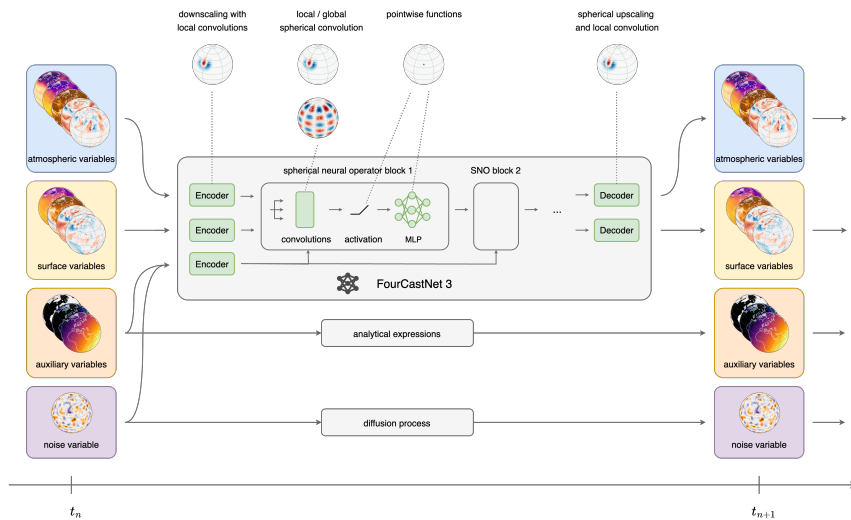 downscaling with
local convolutions
local / global
spherical convolution
pointwise functions
spherical upscaling
and local convolution
atmospheric variables
surface variables
auxiliary variables
noise variable
spherical neural operator block 1
SNO block 2
Encoder
Encoder
Encoder
convolutions
activation
MLP
...
Decoder
Decoder
FourCastNet 3
analytical expressions
diffusion process
atmospheric variables
surface variables
auxiliary variables
noise variable
tₙ
tₙ₊₁